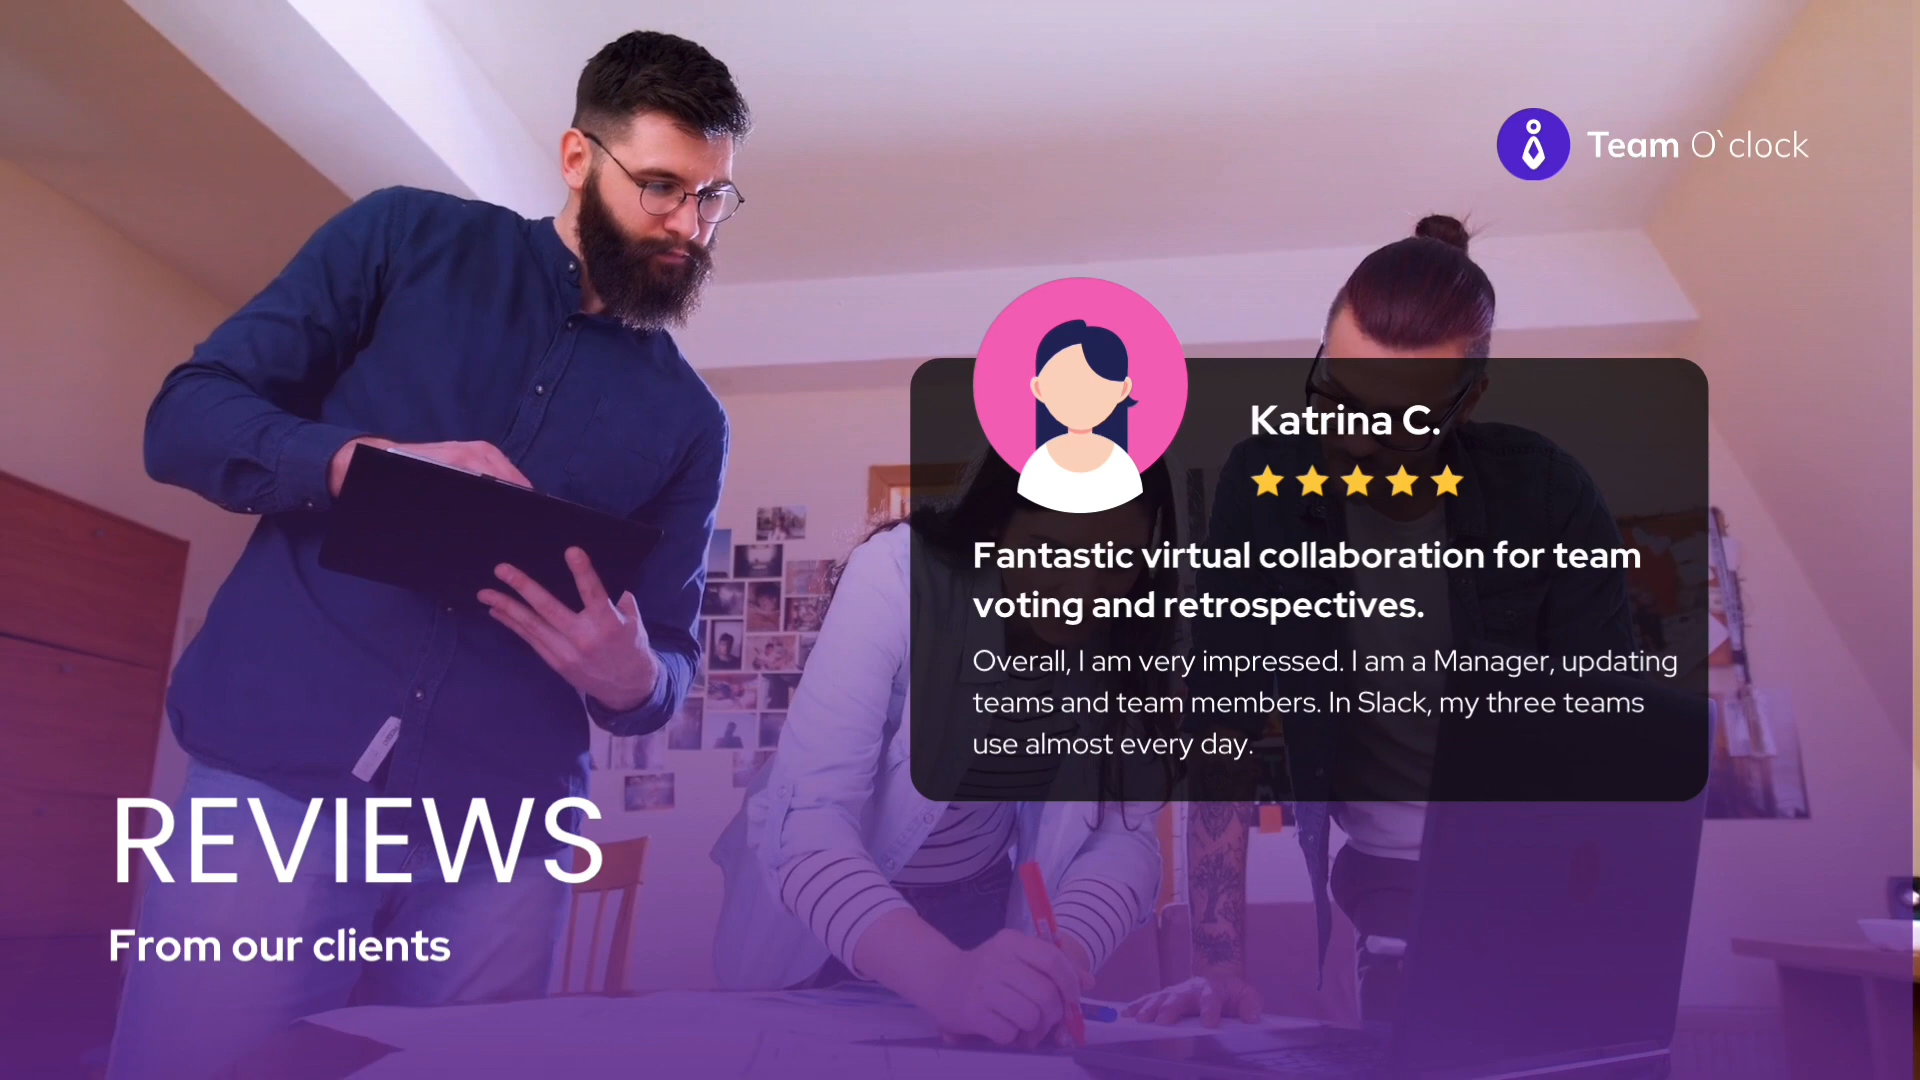 Team O`clock
Katrina C.
Fantastic virtual collaboration for team
voting and retrospectives.
Overall, I am very impressed. I am a Manager, updating
teams and team members. In Slack, my three teams
use almost every day.
REVIEWS
From our clients